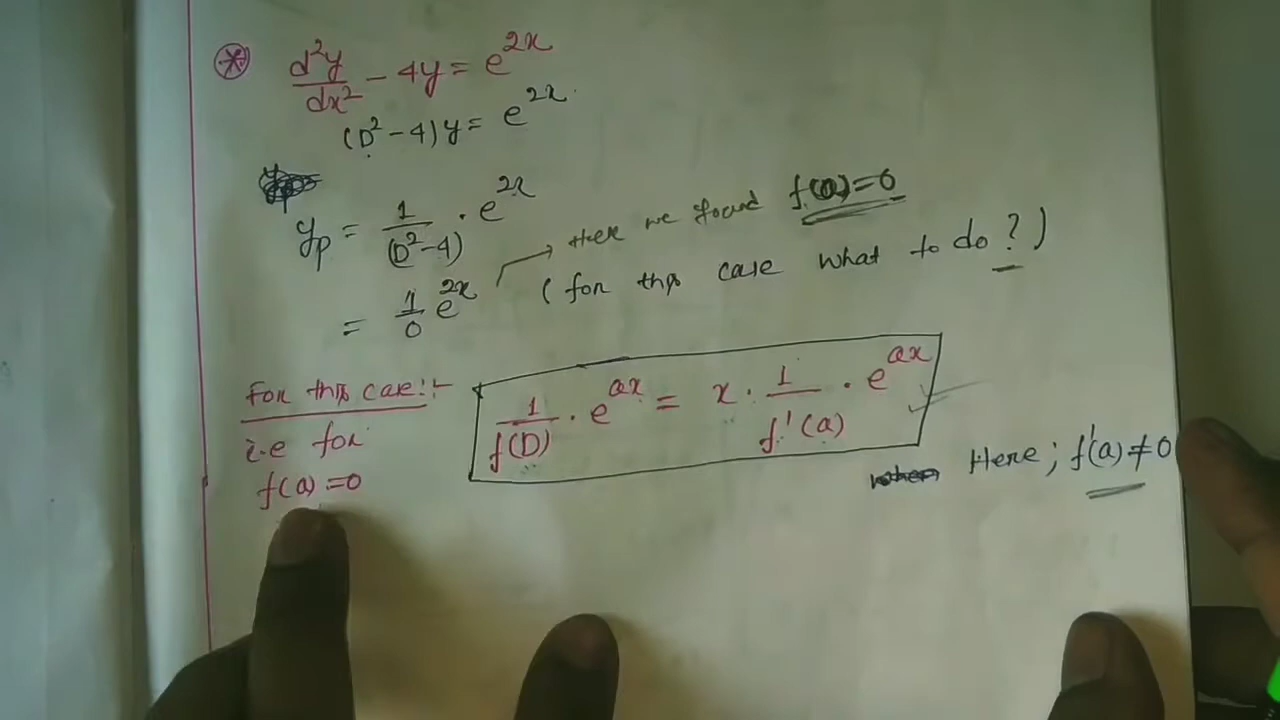 d²y/dx² - 4y = e^2x
(D² - 4)y = e^2x
y_p = 1/(D² - 4) · e^2x
Here we found f(a) = 0
= 1/0 e^2x
(for this case what to do?)
For this case:-
i.e for
f(a) = 0
1/f(D) · e^ax = x · 1/f'(a) · e^ax
Here; f'(a) ≠ 0